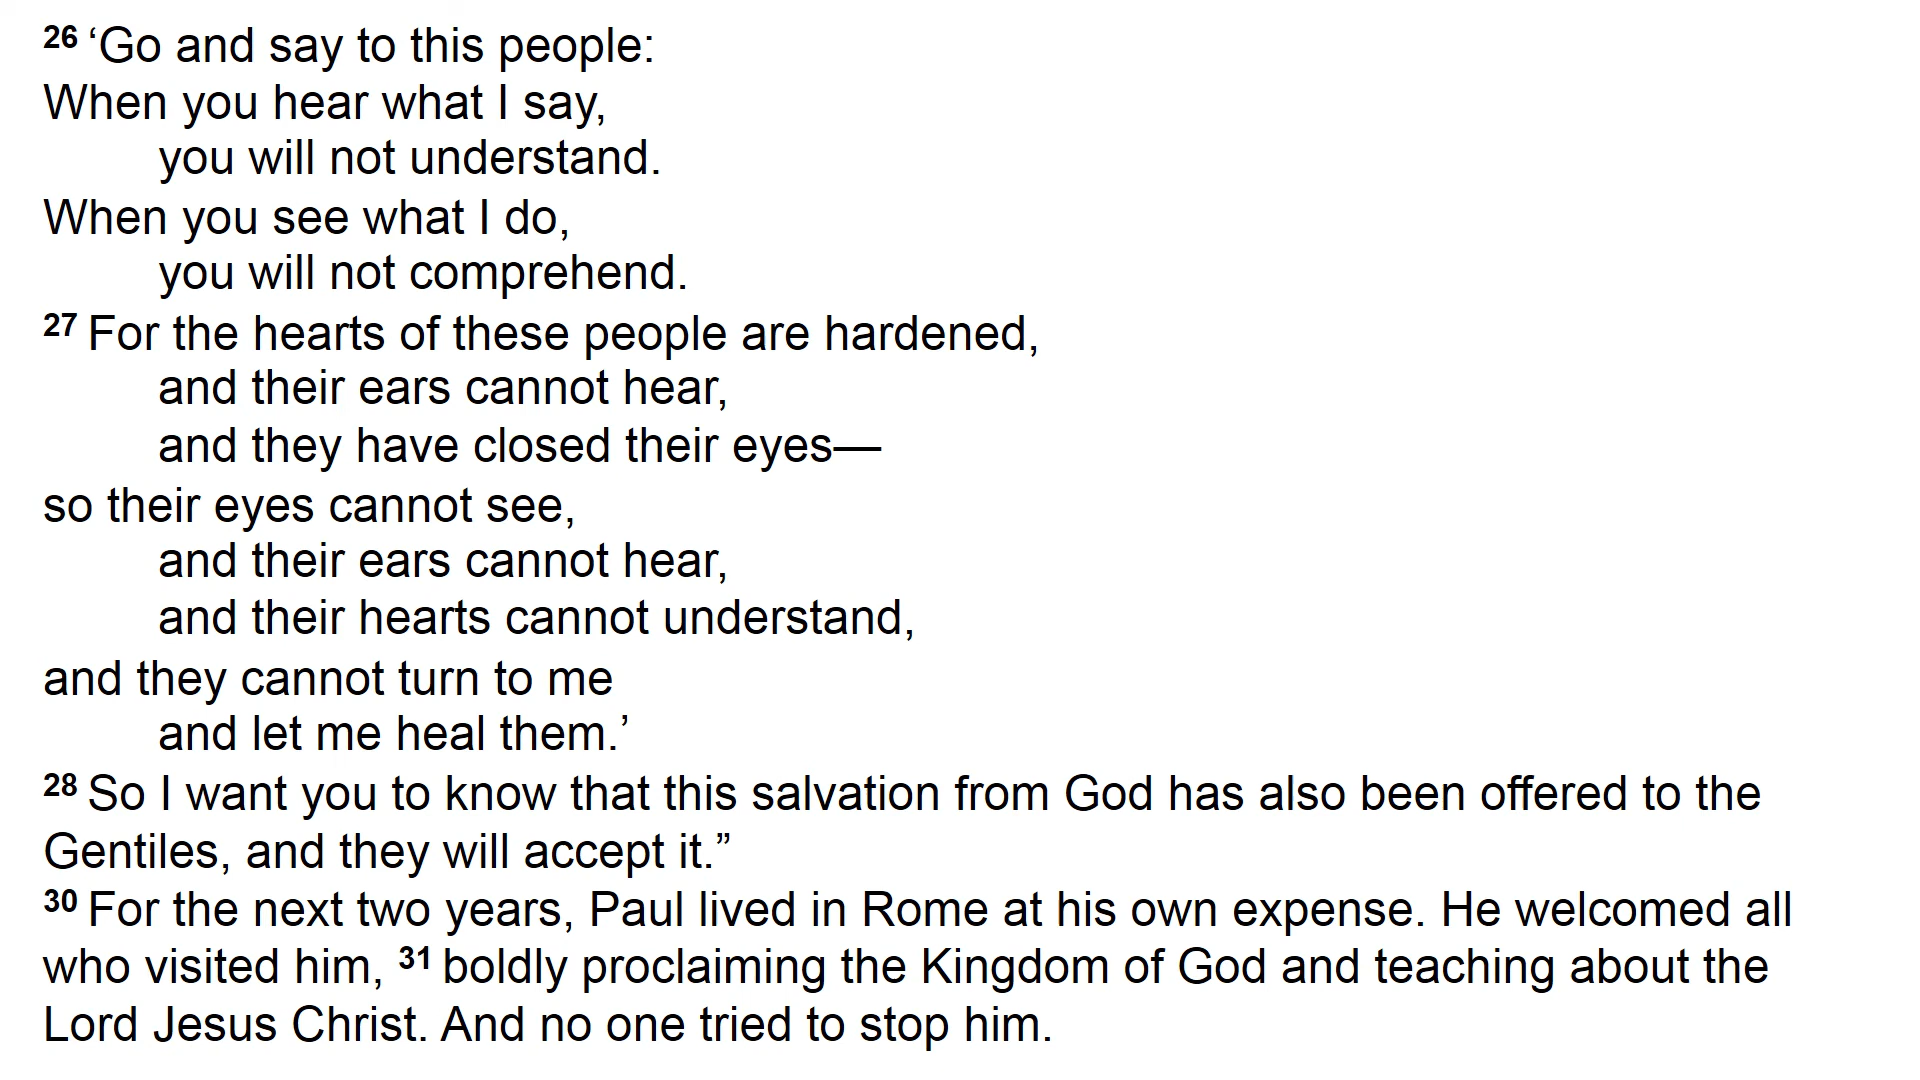 26 ‘Go and say to this people:
When you hear what I say,
you will not understand.
When you see what I do,
you will not comprehend.
27 For the hearts of these people are hardened,
and their ears cannot hear,
and they have closed their eyes—
so their eyes cannot see,
and their ears cannot hear,
and their hearts cannot understand,
and they cannot turn to me
and let me heal them.’
28 So I want you to know that this salvation from God has also been offered to the
Gentiles, and they will accept it.”
30 For the next two years, Paul lived in Rome at his own expense. He welcomed all
who visited him, 31 boldly proclaiming the Kingdom of God and teaching about the
Lord Jesus Christ. And no one tried to stop him.